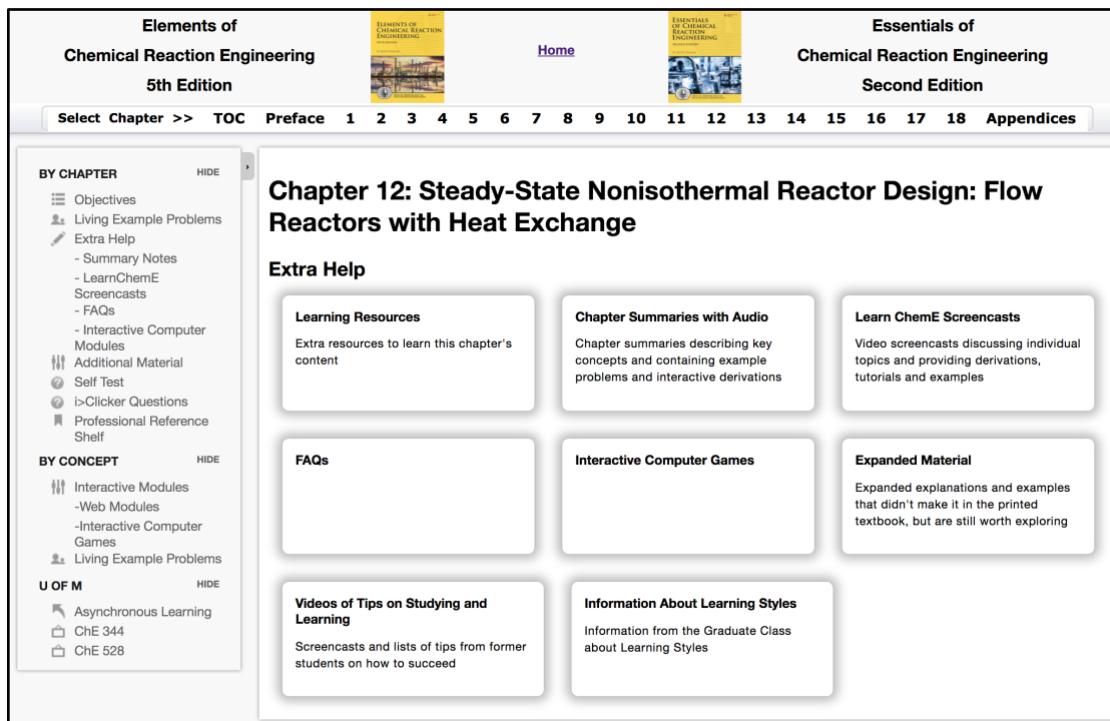 Elements of
Chemical Reaction Engineering
5th Edition
ELEMENTS OF
CHEMICAL REACTION
ENGINEERING
Home
ESSENTIALS
OF CHEMICAL
REACTION
ENGINEERING
Essentials of
Chemical Reaction Engineering
Second Edition
Select Chapter >> TOC Preface 1 2 3 4 5 6 7 8 9 10 11 12 13 14 15 16 17 18 Appendices
BY CHAPTER HIDE
Objectives
Living Example Problems
Extra Help
- Summary Notes
- LearnChemE
Screencasts
- FAQs
- Interactive Computer
Modules
Additional Material
Self Test
i>Clicker Questions
Professional Reference
Shelf
BY CONCEPT HIDE
Interactive Modules
-Web Modules
-Interactive Computer
Games
Living Example Problems
U OF M HIDE
Asynchronous Learning
ChE 344
ChE 528
Chapter 12: Steady-State Nonisothermal Reactor Design: Flow
Reactors with Heat Exchange
Extra Help
Learning Resources
Extra resources to learn this chapter's
content
Chapter Summaries with Audio
Chapter summaries describing key
concepts and containing example
problems and interactive derivations
Learn ChemE Screencasts
Video screencasts discussing individual
topics and providing derivations,
tutorials and examples
FAQs
Interactive Computer Games
Expanded Material
Expanded explanations and examples
that didn't make it in the printed
textbook, but are still worth exploring
Videos of Tips on Studying and
Learning
Screencasts and lists of tips from former
students on how to succeed
Information About Learning Styles
Information from the Graduate Class
about Learning Styles